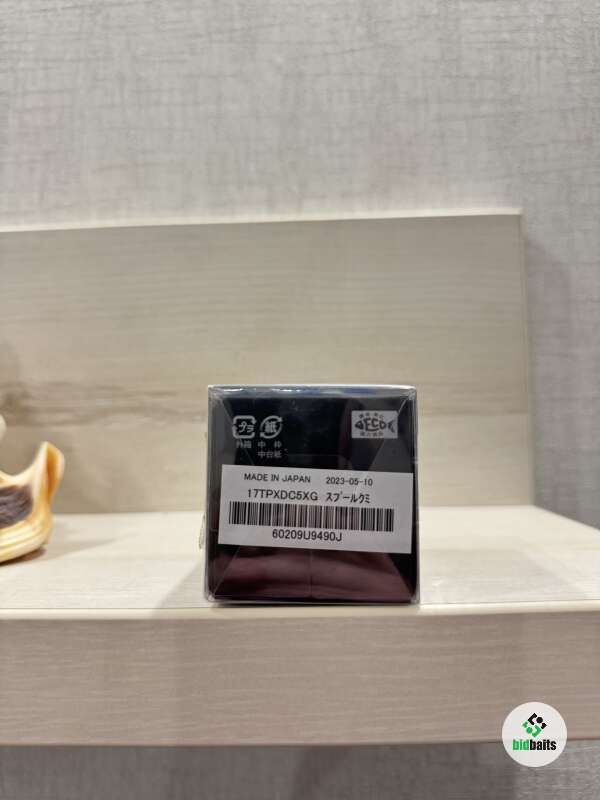 プラ 紙
外箱 中 枠
中台紙
ECO
MADE IN JAPAN 2023-05-10
17TPXDC5XG スプールクミ
60209U9490J
bidbaits